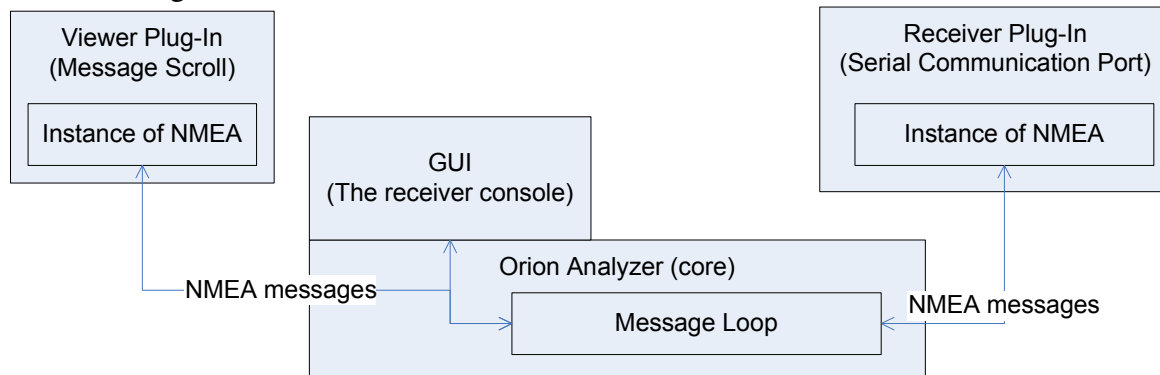 Viewer Plug-In
(Message Scroll)
Instance of NMEA
Receiver Plug-In
(Serial Communication Port)
Instance of NMEA
GUI
(The receiver console)
Orion Analyzer (core)
NMEA messages
Message Loop
NMEA messages